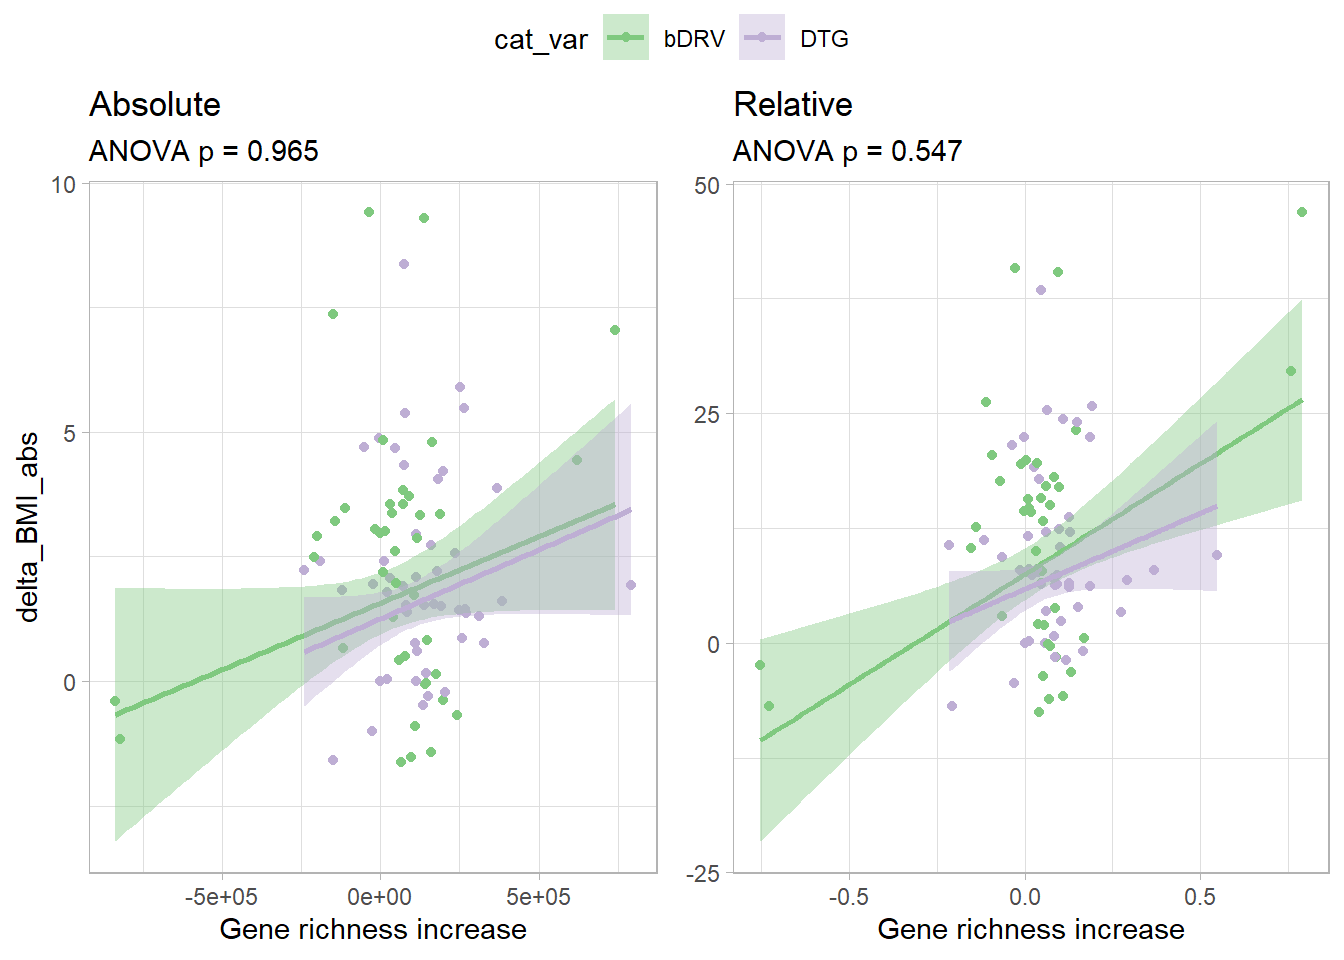 cat_var bDRV DTG
Absolute
ANOVA p = 0.965
Relative
ANOVA p = 0.547
delta_BMI_abs
10
5
0
50
25
0
-25
-5e+05 0e+00 5e+05
-0.5 0.0 0.5
Gene richness increase
Gene richness increase